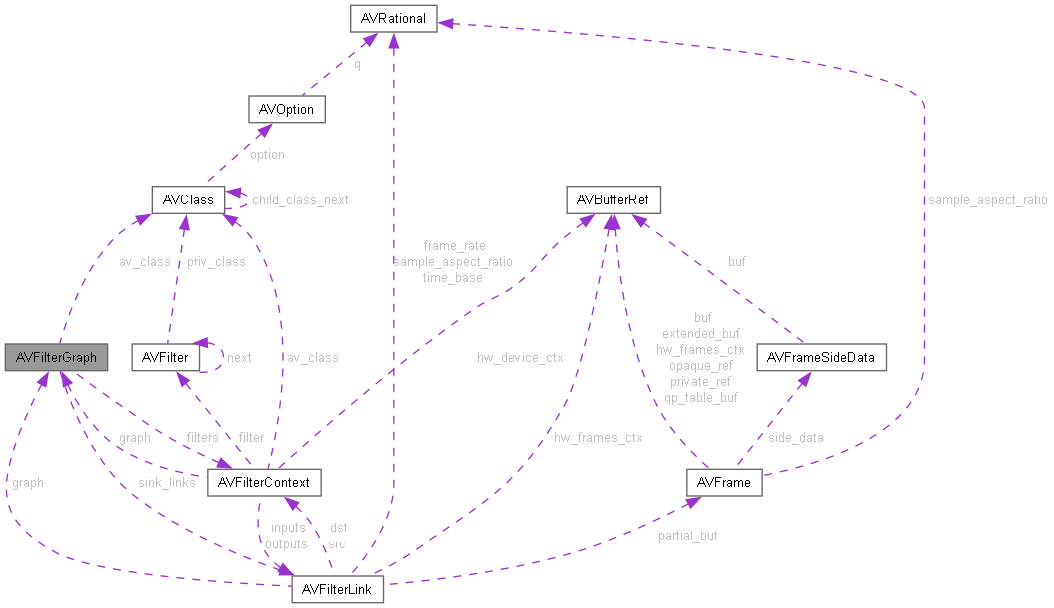 AVRational
q
AVOption
option
sample_aspect_ratio
AVClass
child_class_next
AVBufferRef
frame_rate
sample_aspect_ratio
time_base
av_class
priv_class
buf
buf
extended_buf
hw_frames_ctx
opaque_ref
private_ref
qp_table_buf
AVFilterGraph
AVFilter
next
av_class
hw_device_ctx
AVFrameSideData
graph
filters
filter
hw_frames_ctx
side_data
graph
sink_links
AVFilterContext
AVFrame
inputs
outputs
dst
src
partial_buf
AVFilterLink